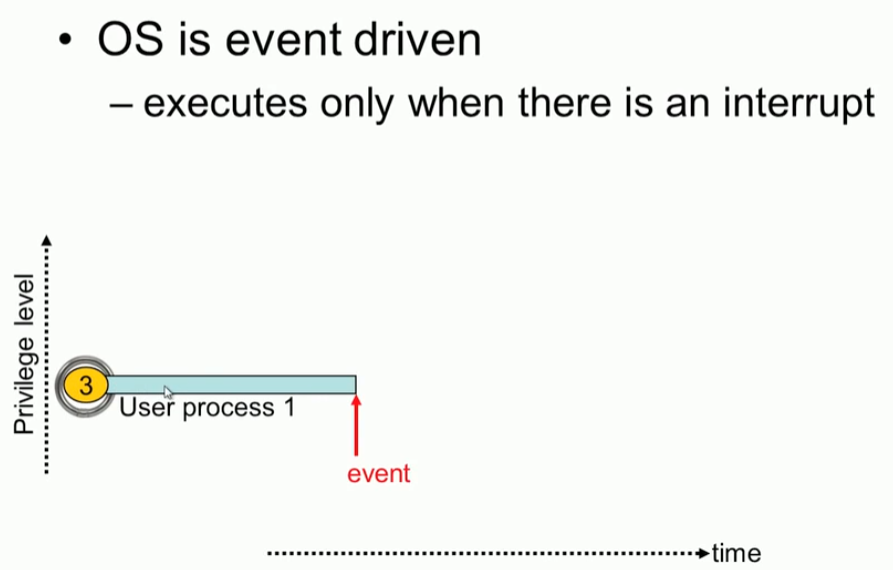 • OS is event driven
– executes only when there is an interrupt
Privilege level
3
User process 1
event
time